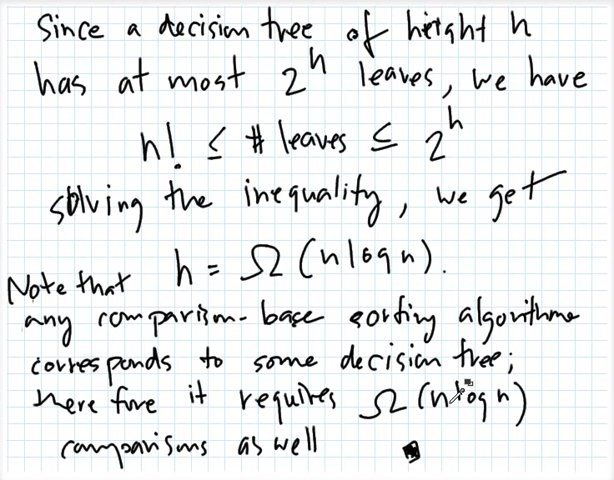 Since a decision tree of height h
has at most 2^h leaves, we have
n! ≤ # leaves ≤ 2^h
solving the inequality, we get
h = Ω(n log n).
Note that
any comparison-base sorting algorithm
corresponds to some decision tree;
therefore it requires Ω(n log n)
comparisons as well